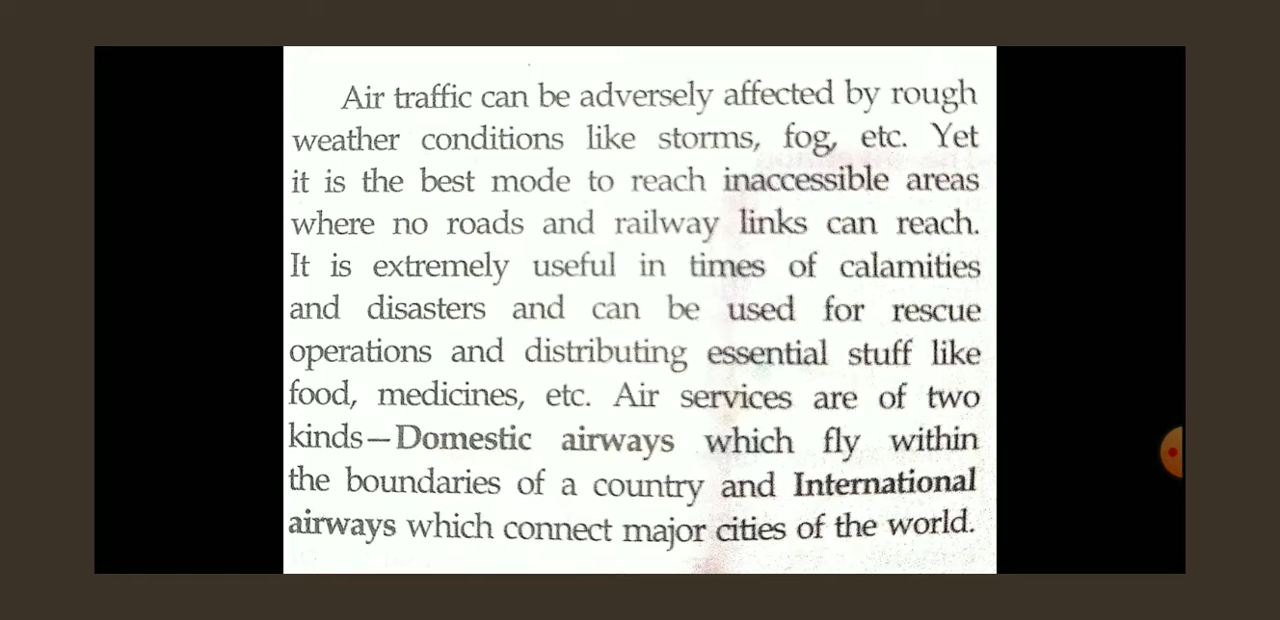 Air traffic can be adversely affected by rough
weather conditions like storms, fog, etc. Yet
it is the best mode to reach inaccessible areas
where no roads and railway links can reach.
It is extremely useful in times of calamities
and disasters and can be used for rescue
operations and distributing essential stuff like
food, medicines, etc. Air services are of two
kinds—Domestic airways which fly within
the boundaries of a country and International
airways which connect major cities of the world.